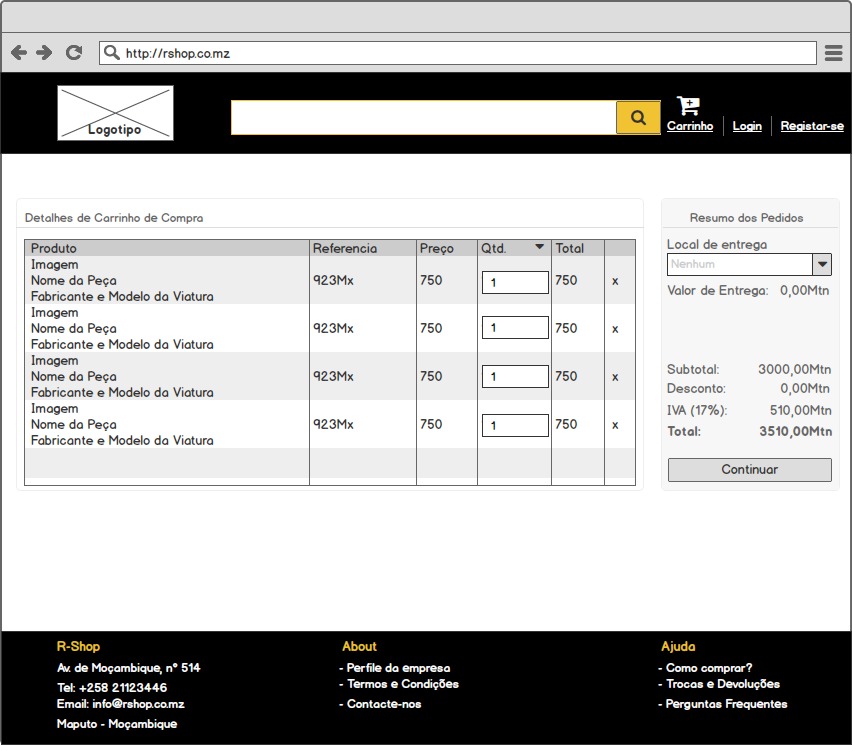 http://rshop.co.mz
Logotipo
Carrinho
Login
Registar-se
Detalhes de Carrinho de Compra
Produto Referencia Preço Qtd. Total
Imagem
Nome da Peça 923Mx 750 1 750 x
Fabricante e Modelo da Viatura
Imagem
Nome da Peça 923Mx 750 1 750 x
Fabricante e Modelo da Viatura
Imagem
Nome da Peça 923Mx 750 1 750 x
Fabricante e Modelo da Viatura
Imagem
Nome da Peça 923Mx 750 1 750 x
Fabricante e Modelo da Viatura
Resumo dos Pedidos
Local de entrega
Nenhum
Valor de Entrega: 0,00Mtn
Subtotal: 3000,00Mtn
Desconto: 0,00Mtn
IVA (17%): 510,00Mtn
Total: 3510,00Mtn
Continuar
R-Shop
Av. de Moçambique, nº 514
Tel: +258 21123446
Email: info@rshop.co.mz
Maputo - Moçambique
About
- Perfile da empresa
- Termos e Condições
- Contacte-nos
Ajuda
- Como comprar?
- Trocas e Devoluções
- Perguntas Frequentes